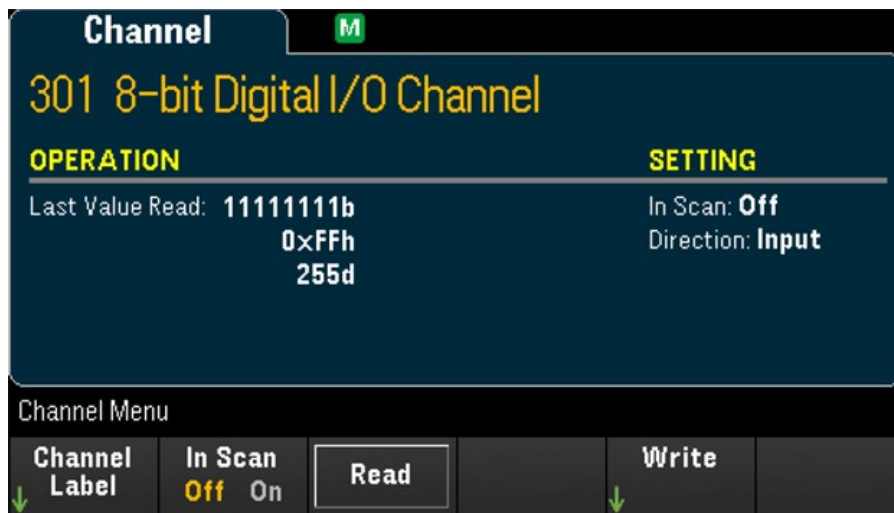 Channel M
301 8-bit Digital I/O Channel
OPERATION SETTING
Last Value Read: 11111111b In Scan: Off
0xFFh Direction: Input
255d
Channel Menu
Channel Label
In Scan
Off On
Read
Write